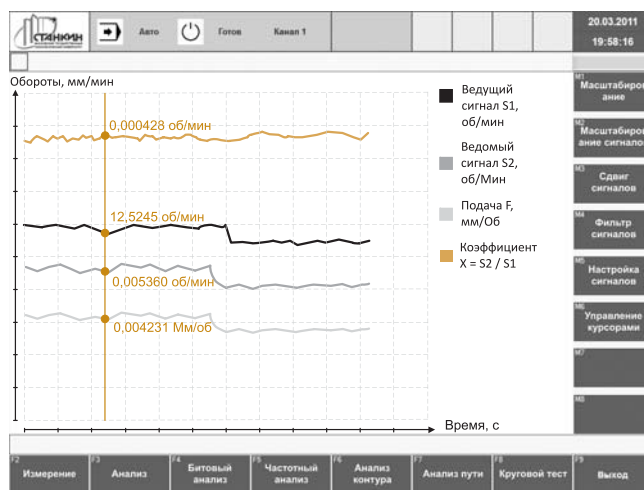 СТАНКИН
Авто
Готов
Канал 1
20.03.2011
19:58:16
Обороты, мм/мин
0,000428 об/мин
12,5245 об/мин
0,005360 об/мин
0,004231 Мм/об
Время, с
Ведущий
сигнал S1,
об/мин
Ведомый
сигнал S2,
об/Мин
Подача F,
мм/Об
Коэффициент
X = S2 / S1
M1
Масштабиров
ание
M2
Масштабиров
ание сигналов
M3
Сдвиг
сигналов
M4
Фильтр
сигналов
M5
Настройка
сигналов
M6
Управление
курсорами
M7
M8
F2
Измерение
F3
Анализ
F4
Битовый
анализ
F5
Частотный
анализ
F6
Анализ
контура
F7
Анализ пути
F8
Круговой тест
F9
Выход